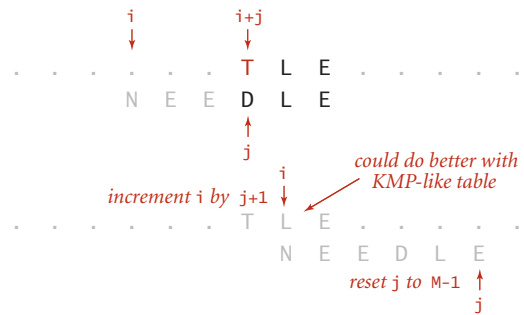 i i+j
. . . . . . T L E . . . . .
N E E D L E
j
could do better with
KMP-like table
i
increment i by j+1
. . . . . . T L E . . . . .
N E E D L E
reset j to M-1
j